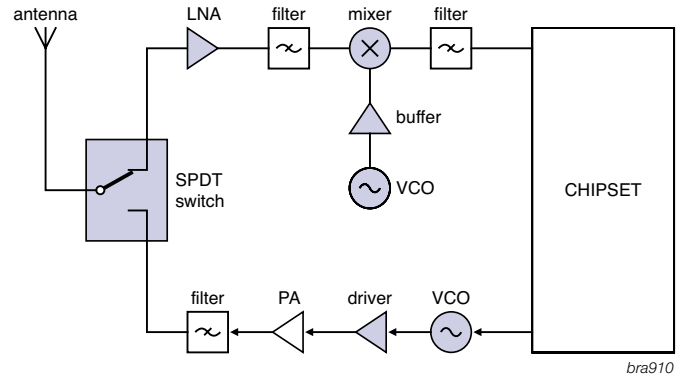 antenna
LNA
filter
mixer
filter
buffer
VCO
SPDT
switch
CHIPSET
filter
PA
driver
VCO
bra910